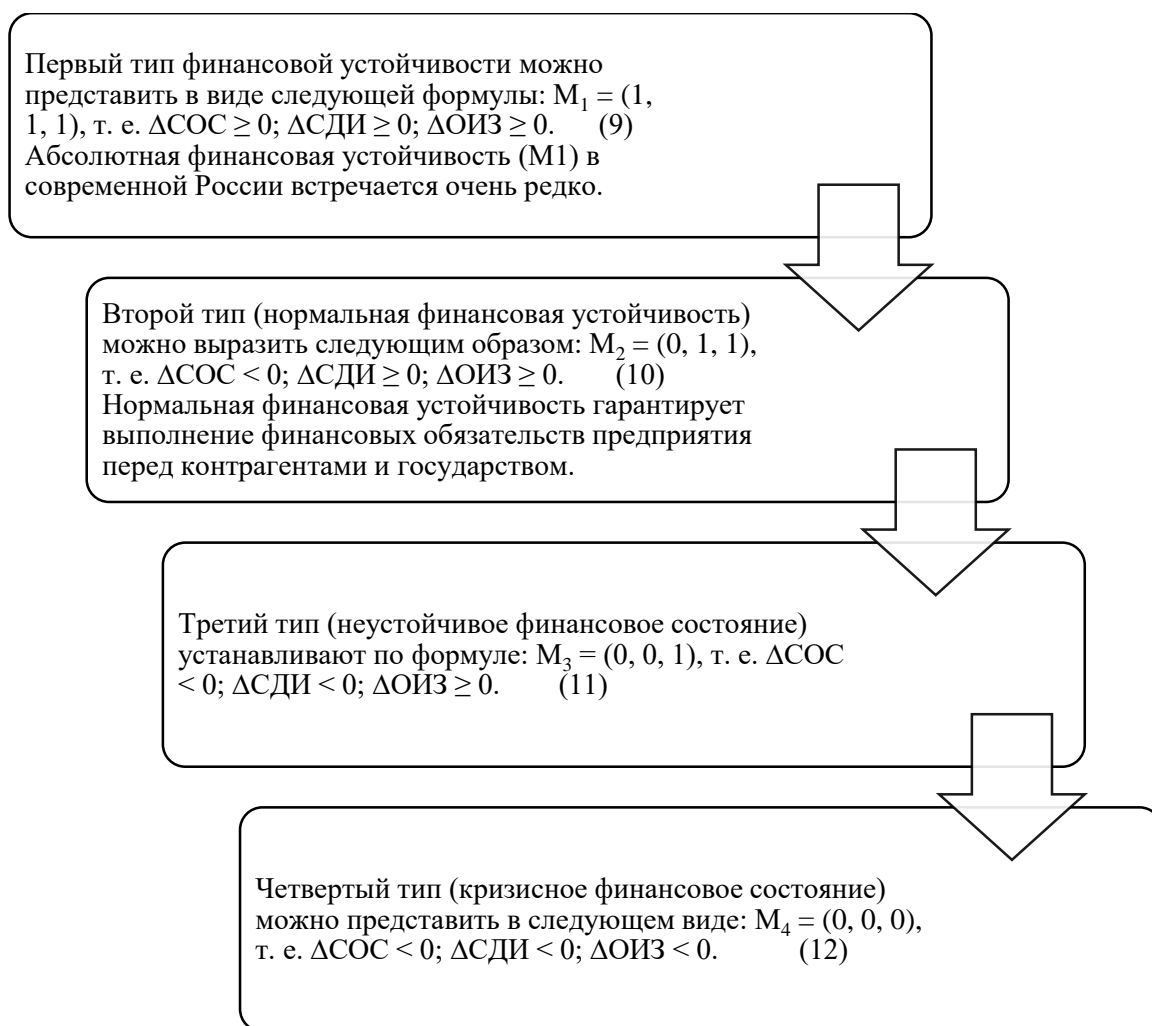 Первый тип финансовой устойчивости можно
представить в виде следующей формулы: M₁ = (1,
1, 1), т. е. ΔСОС ≥ 0; ΔСДИ ≥ 0; ΔОИЗ ≥ 0. (9)
Абсолютная финансовая устойчивость (М1) в
современной России встречается очень редко.
Второй тип (нормальная финансовая устойчивость)
можно выразить следующим образом: M₂ = (0, 1, 1),
т. е. ΔСОС < 0; ΔСДИ ≥ 0; ΔОИЗ ≥ 0. (10)
Нормальная финансовая устойчивость гарантирует
выполнение финансовых обязательств предприятия
перед контрагентами и государством.
Третий тип (неустойчивое финансовое состояние)
устанавливают по формуле: M₃ = (0, 0, 1), т. е. ΔСОС
< 0; ΔСДИ < 0; ΔОИЗ ≥ 0. (11)
Четвертый тип (кризисное финансовое состояние)
можно представить в следующем виде: M₄ = (0, 0, 0),
т. е. ΔСОС < 0; ΔСДИ < 0; ΔОИЗ < 0. (12)